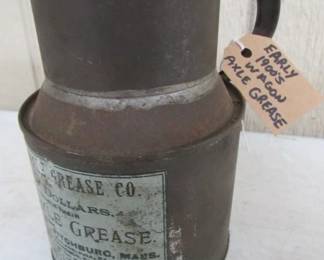 EARLY
1900'S
WAGON
AXLE GREASE
GREASE CO.
DOLLARS.
GREASE.
FITCHBURG, MASS.